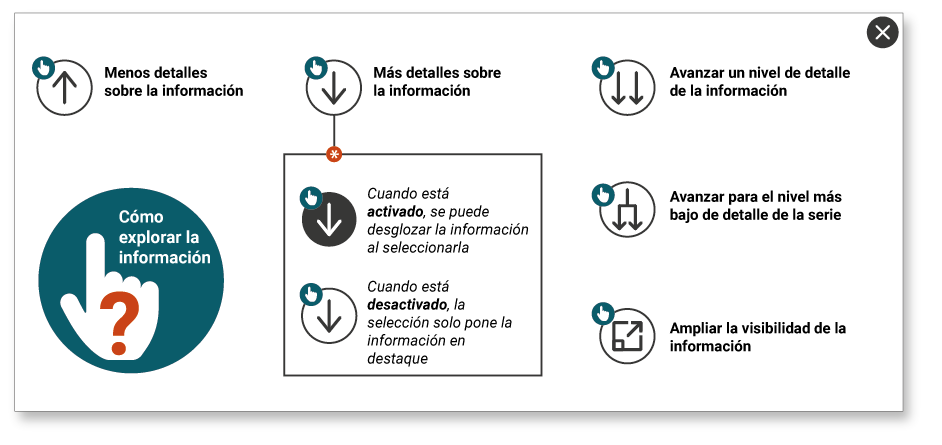 Menos detalles
sobre la información
Más detalles sobre
la información
Avanzar un nivel de detalle
de la información
*
Cómo
explorar la
información
?
Cuando está
activado, se puede
desglozar la información
al seleccionarla
Cuando está
desactivado, la
selección solo pone la
información en
destaque
Avanzar para el nivel más
bajo de detalle de la serie
Ampliar la visibilidad de la
información